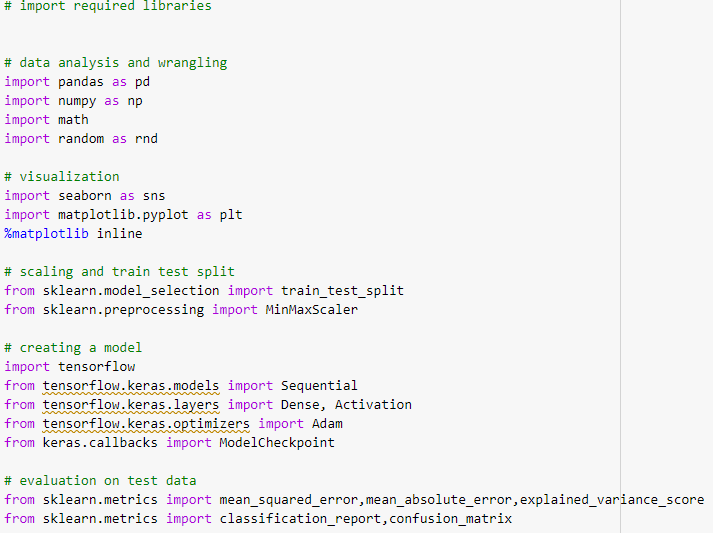 # import required libraries
# data analysis and wrangling
import pandas as pd
import numpy as np
import math
import random as rnd
# visualization
import seaborn as sns
import matplotlib.pyplot as plt
%matplotlib inline
# scaling and train test split
from sklearn.model_selection import train_test_split
from sklearn.preprocessing import MinMaxScaler
# creating a model
import tensorflow
from tensorflow.keras.models import Sequential
from tensorflow.keras.layers import Dense, Activation
from tensorflow.keras.optimizers import Adam
from keras.callbacks import ModelCheckpoint
# evaluation on test data
from sklearn.metrics import mean_squared_error,mean_absolute_error,explained_variance_score
from sklearn.metrics import classification_report,confusion_matrix